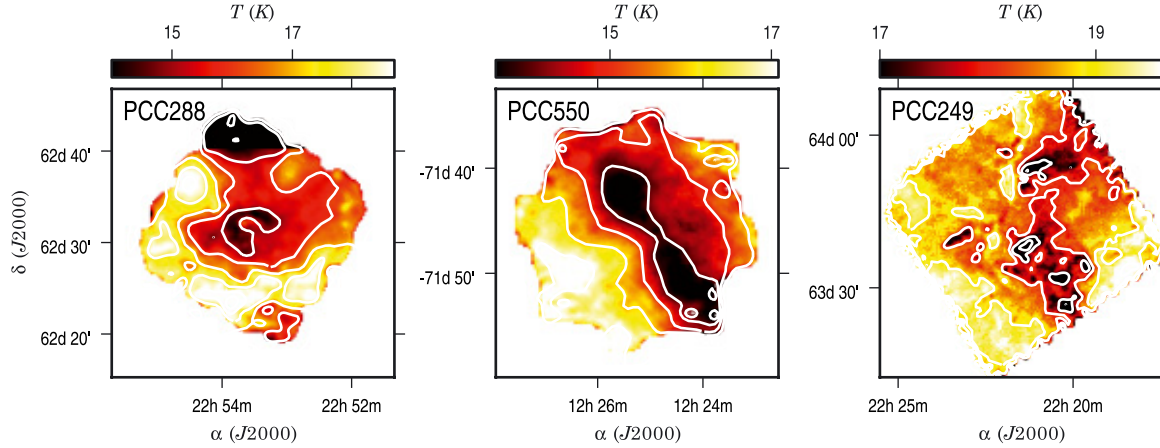 T (K)
15 17
PCC288
62d 40'
62d 30'
62d 20'
δ (J2000)
22h 54m 22h 52m
α (J2000)
T (K)
15 17
PCC550
-71d 40'
-71d 50'
12h 26m 12h 24m
α (J2000)
T (K)
17 19
PCC249
64d 00'
63d 30'
22h 25m 22h 20m
α (J2000)